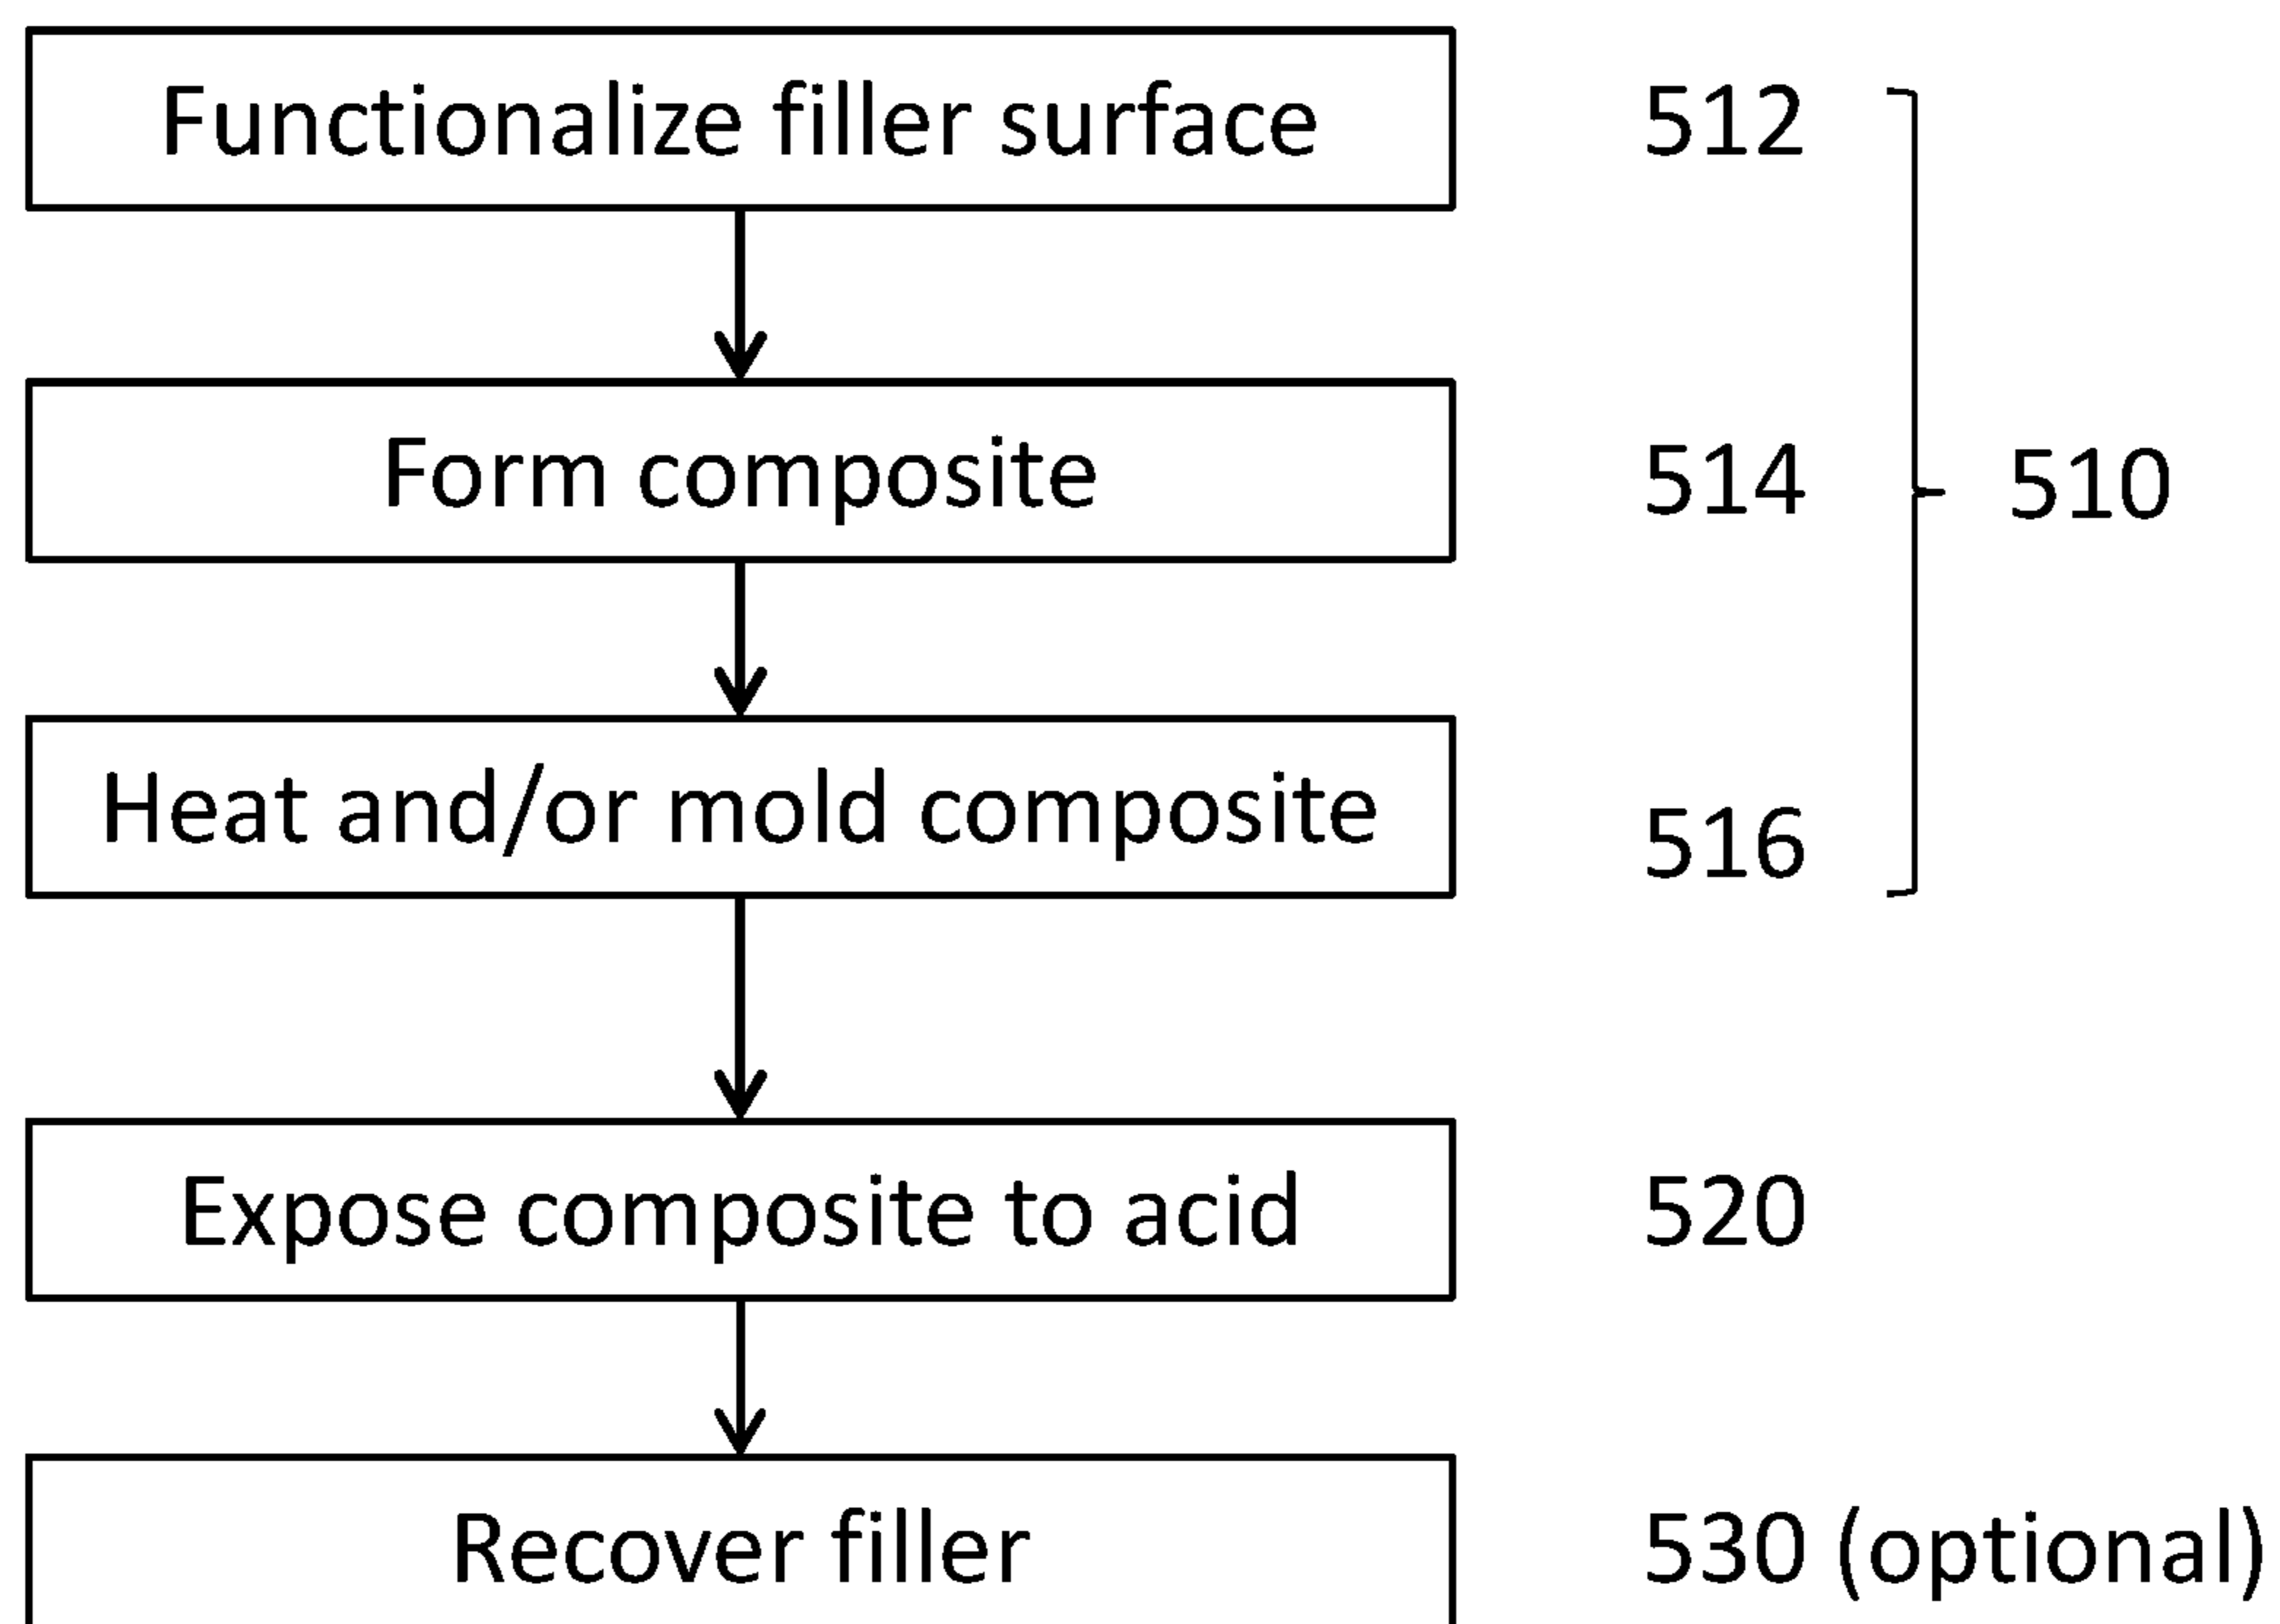 Functionalize filler surface 512
Form composite 514 510
Heat and/or mold composite 516
Expose composite to acid 520
Recover filler 530 (optional)